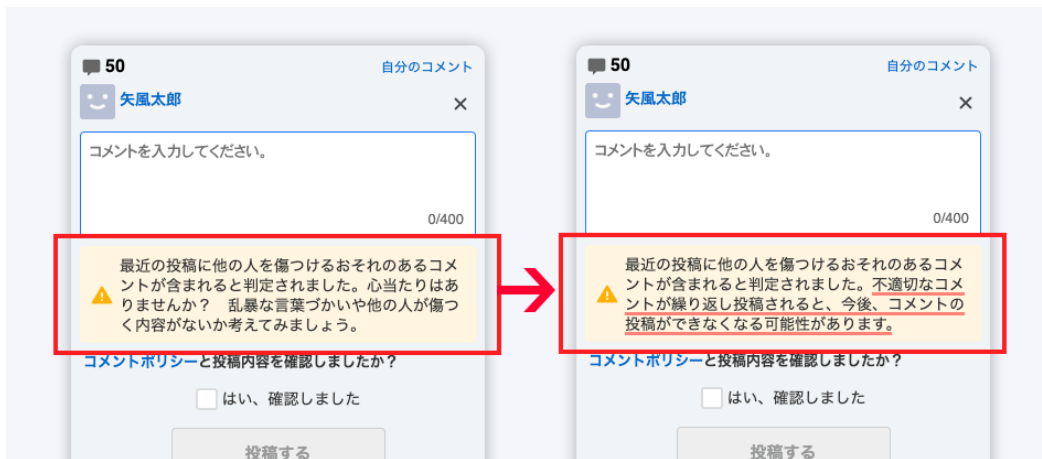 50
自分のコメント
矢風太郎
×
コメントを入力してください。
0/400
最近の投稿に他の人を傷つけるおそれのあるコメ
ントが含まれると判定されました。心当たりはあ
りませんか？　乱暴な言葉づかいや他の人が傷つ
く内容がないか考えてみましょう。
コメントポリシーと投稿内容を確認しましたか？
はい、確認しました
投稿する
50
自分のコメント
矢風太郎
×
コメントを入力してください。
0/400
最近の投稿に他の人を傷つけるおそれのあるコメ
ントが含まれると判定されました。不適切なコメ
ントが繰り返し投稿されると、今後、コメントの
投稿ができなくなる可能性があります。
コメントポリシーと投稿内容を確認しましたか？
はい、確認しました
投稿する